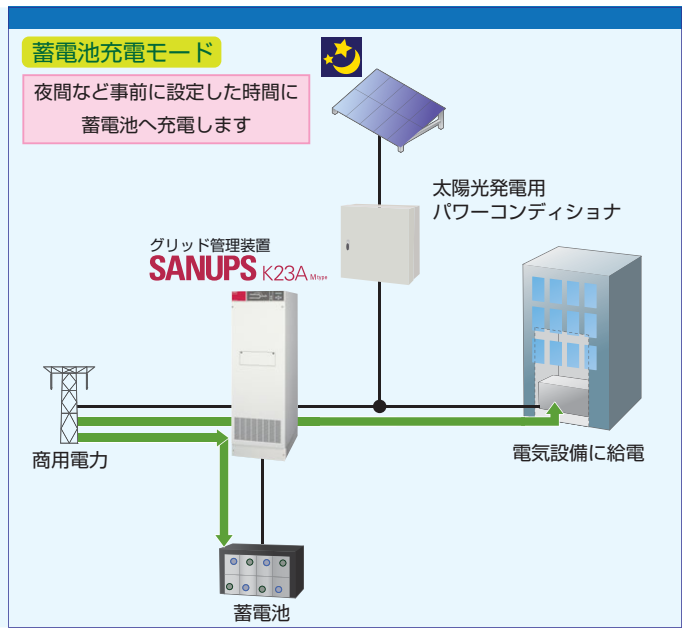 蓄電池充電モード
夜間など事前に設定した時間に
蓄電池へ充電します
太陽光発電用
パワーコンディショナ
グリッド管理装置
SANUPS K23A Mtype
商用電力
電気設備に給電
蓄電池